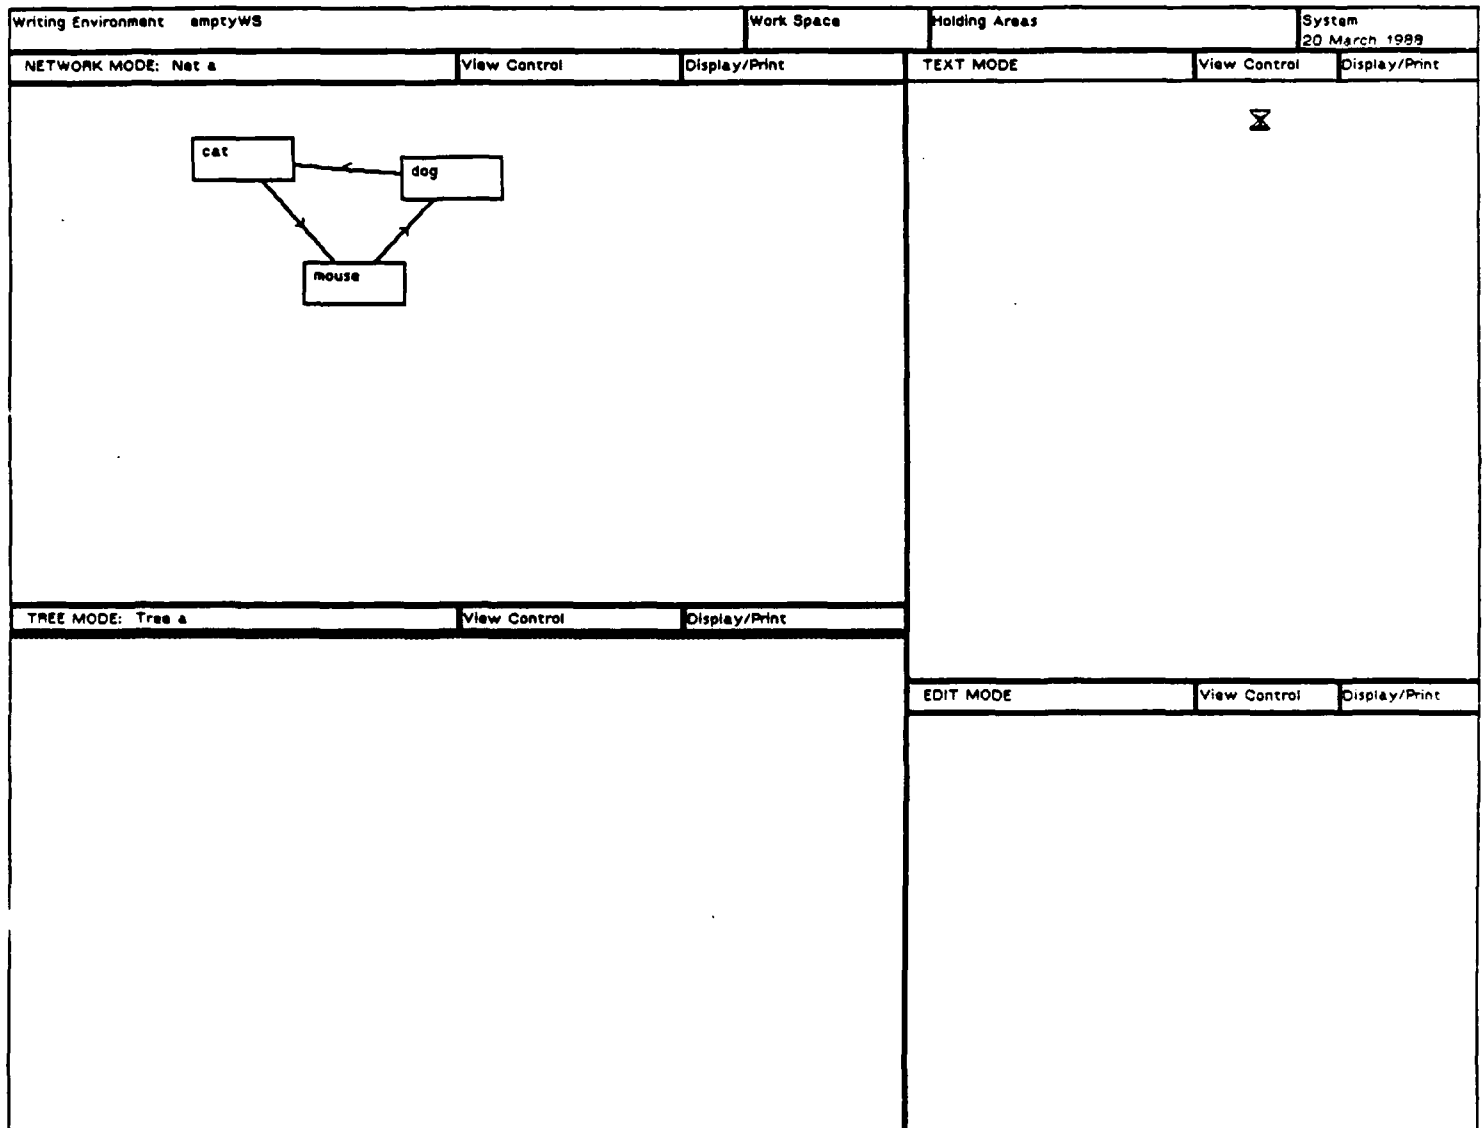 Writing Environment emptyWS
Work Space
Holding Areas
System
20 March 1988
NETWORK MODE: Net a
View Control
Display/Print
TEXT MODE
View Control
Display/Print
cat
dog
mouse
TREE MODE: Tree a
View Control
Display/Print
EDIT MODE
View Control
Display/Print